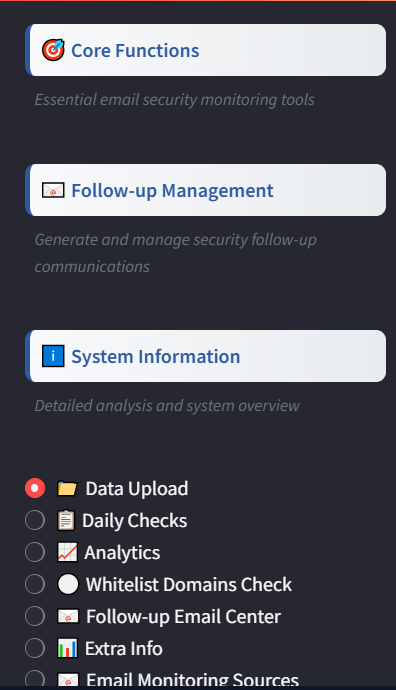 Core Functions
Essential email security monitoring tools
Follow-up Management
Generate and manage security follow-up
communications
System Information
Detailed analysis and system overview
Data Upload
Daily Checks
Analytics
Whitelist Domains Check
Follow-up Email Center
Extra Info
Email Monitoring Sources